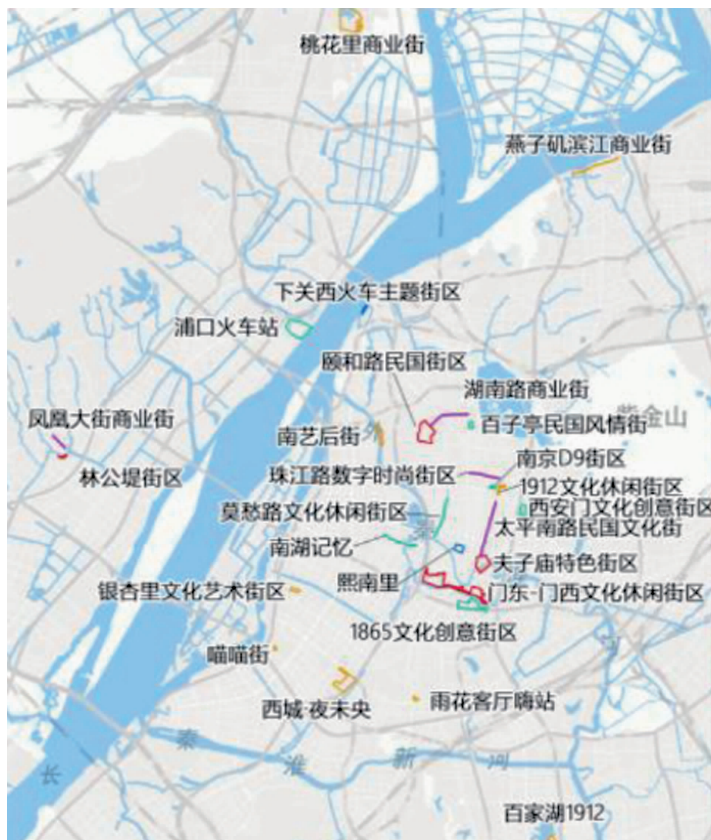 桃花里商业街
燕子矶滨江商业街
下关西火车主题街区
浦口火车站
颐和路民国街区
湖南路商业街
紫金山
凤凰大街商业街
南艺后街
外
百子亭民国风情街
南京D9街区
林公堤街区
珠江路数字时尚街区
1912文化休闲街区
西安门文化创意街区
莫愁路文化休闲街区
秦
太平南路民国文化街
南湖记忆
夫子庙特色街区
熙南里
银杏里文化艺术街区
门东-门西文化休闲街区
1865文化创意街区
喵喵街
河
西城·夜未央
雨花客厅嗨站
秦
淮
新
河
长
百家湖1912